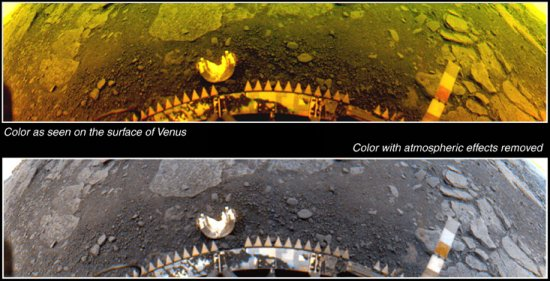 Color as seen on the surface of Venus
Color with atmospheric effects removed